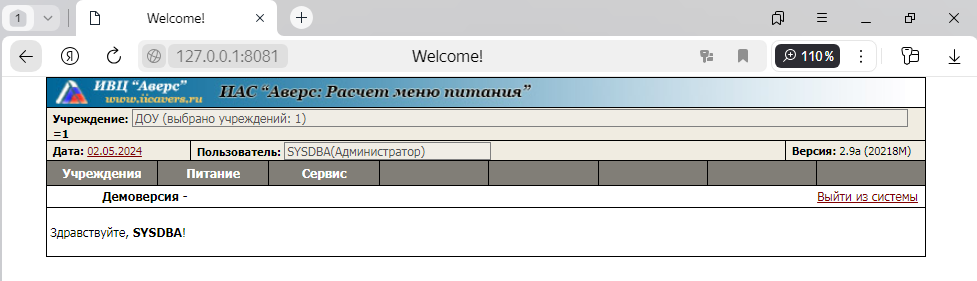 1
Welcome!
127.0.0.1:8081
Welcome!
110%
ИВЦ “Аверс”
www.iicavers.ru
ПАС “Аверс: Расчет меню питания”
Учреждение: ДОУ (выбрано учреждений: 1)
=1
Дата: 02.05.2024 Пользователь: SYSDBA(Администратор) Версия: 2.9a (20218M)
Учреждения Питание Сервис
Демоверсия - Выйти из системы
Здравствуйте, SYSDBA!